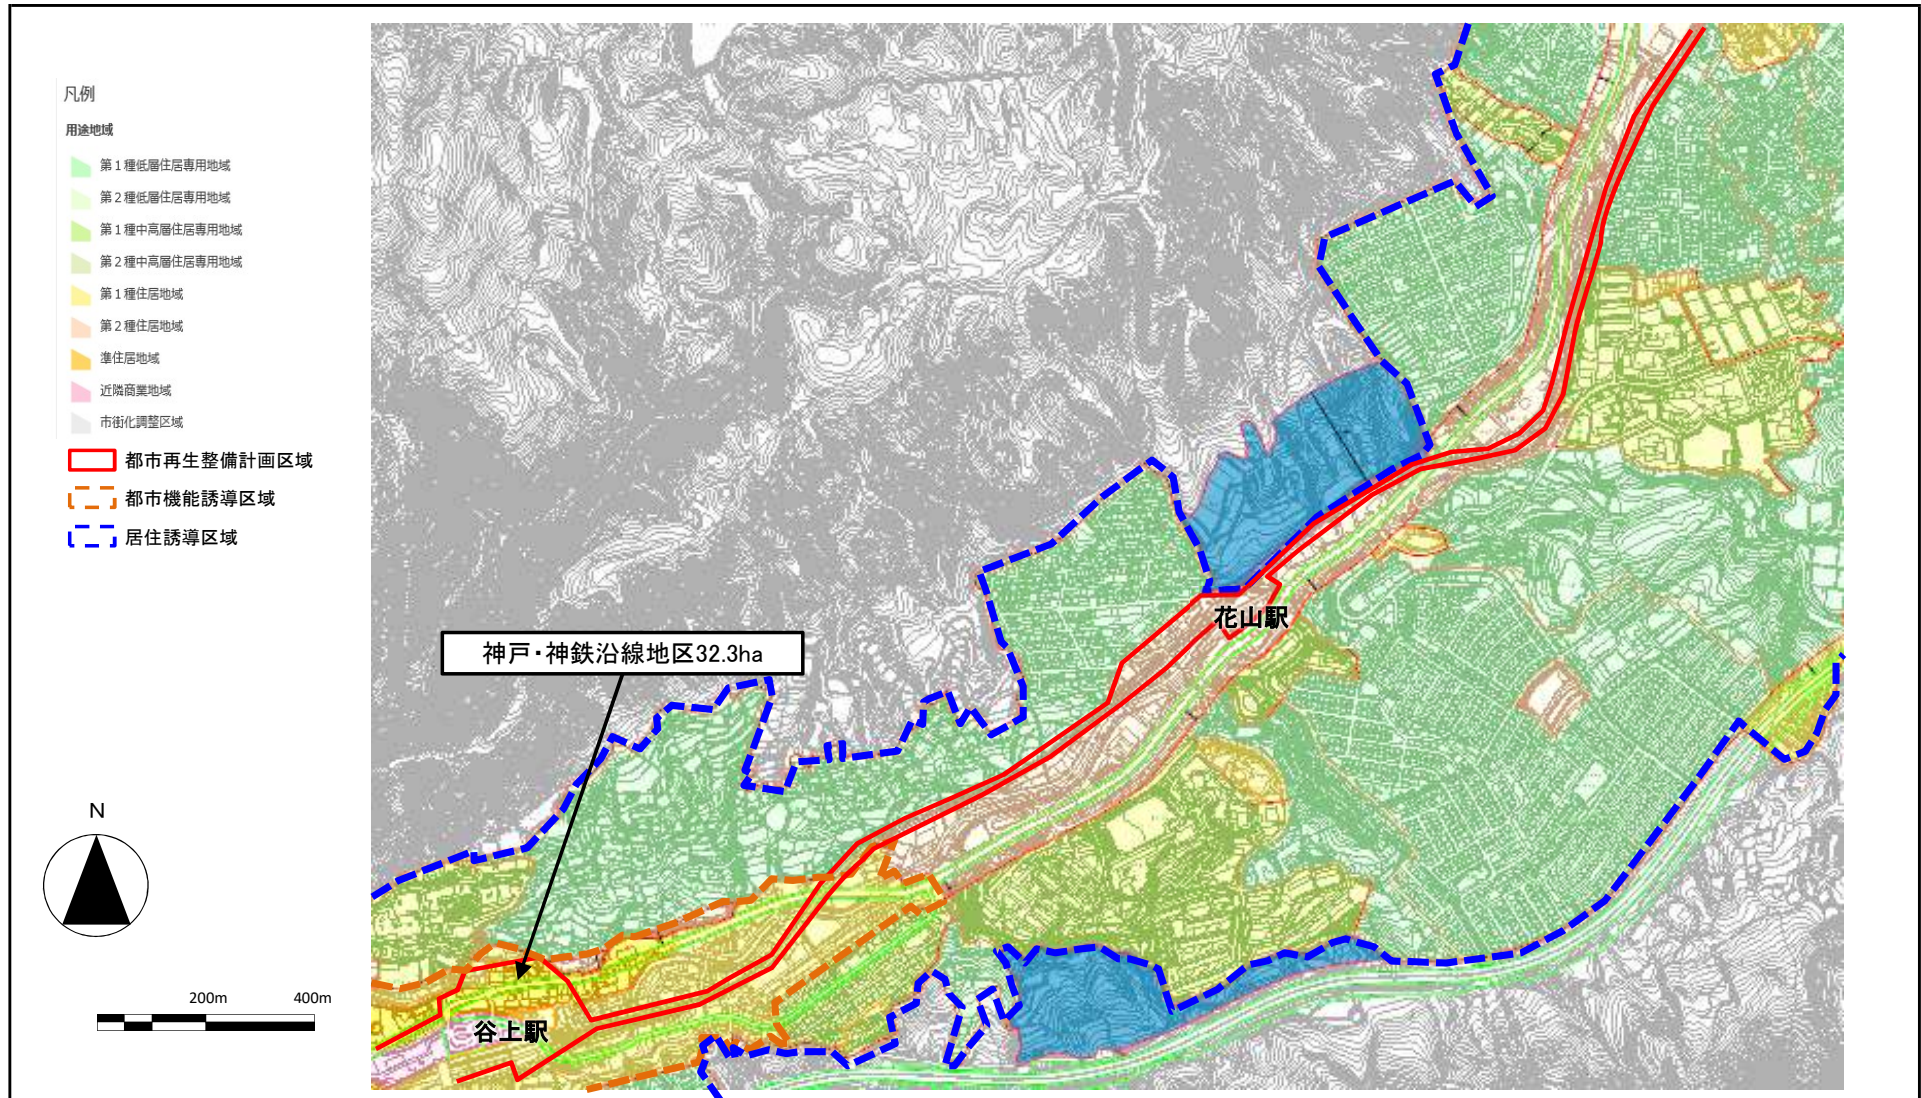 凡例
用途地域
第1種低層住居専用地域
第2種低層住居専用地域
第1種中高層住居専用地域
第2種中高層住居専用地域
第1種住居地域
第2種住居地域
準住居地域
近隣商業地域
市街化調整区域
都市再生整備計画区域
都市機能誘導区域
居住誘導区域
花山駅
神戸・神鉄沿線地区32.3ha
N
200m 400m
谷上駅